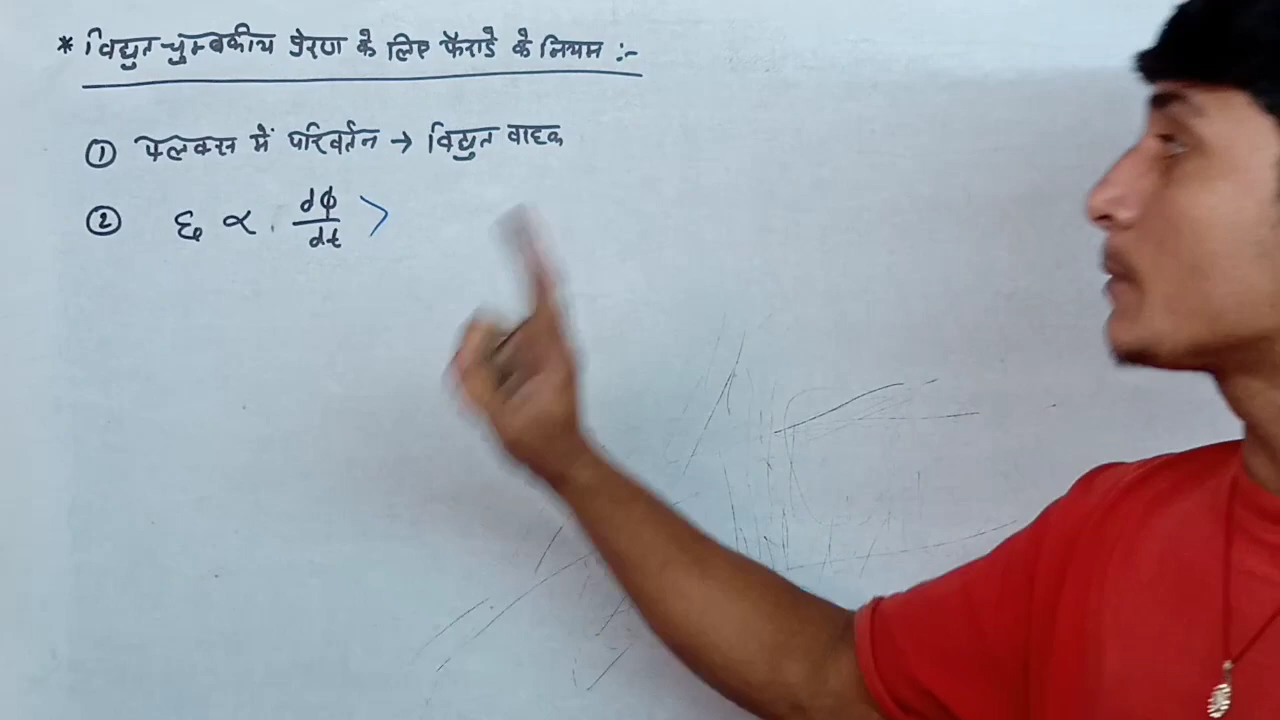 * विद्युत-चुम्बकीय प्रेरण के लिए फैराडे के नियम :-
① फ्लक्स में परिवर्तन → विद्युत वाहक
② ξ ∝ dϕ/dt >